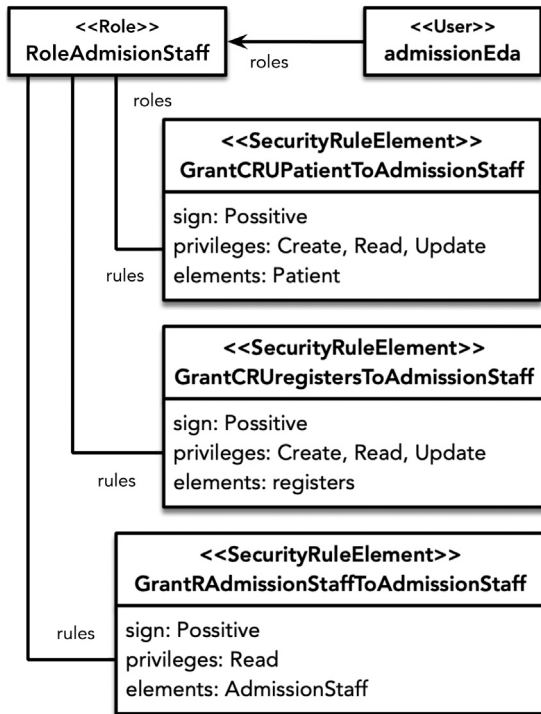 <<Role>>
RoleAdmisionStaff
<<User>>
admissionEda
roles
roles
<<SecurityRuleElement>>
GrantCRUPatientToAdmissionStaff
sign: Possitive
privileges: Create, Read, Update
elements: Patient
rules
<<SecurityRuleElement>>
GrantCRUregistersToAdmissionStaff
sign: Possitive
privileges: Create, Read, Update
elements: registers
rules
<<SecurityRuleElement>>
GrantRAdmissionStaffToAdmissionStaff
sign: Possitive
privileges: Read
elements: AdmissionStaff
rules